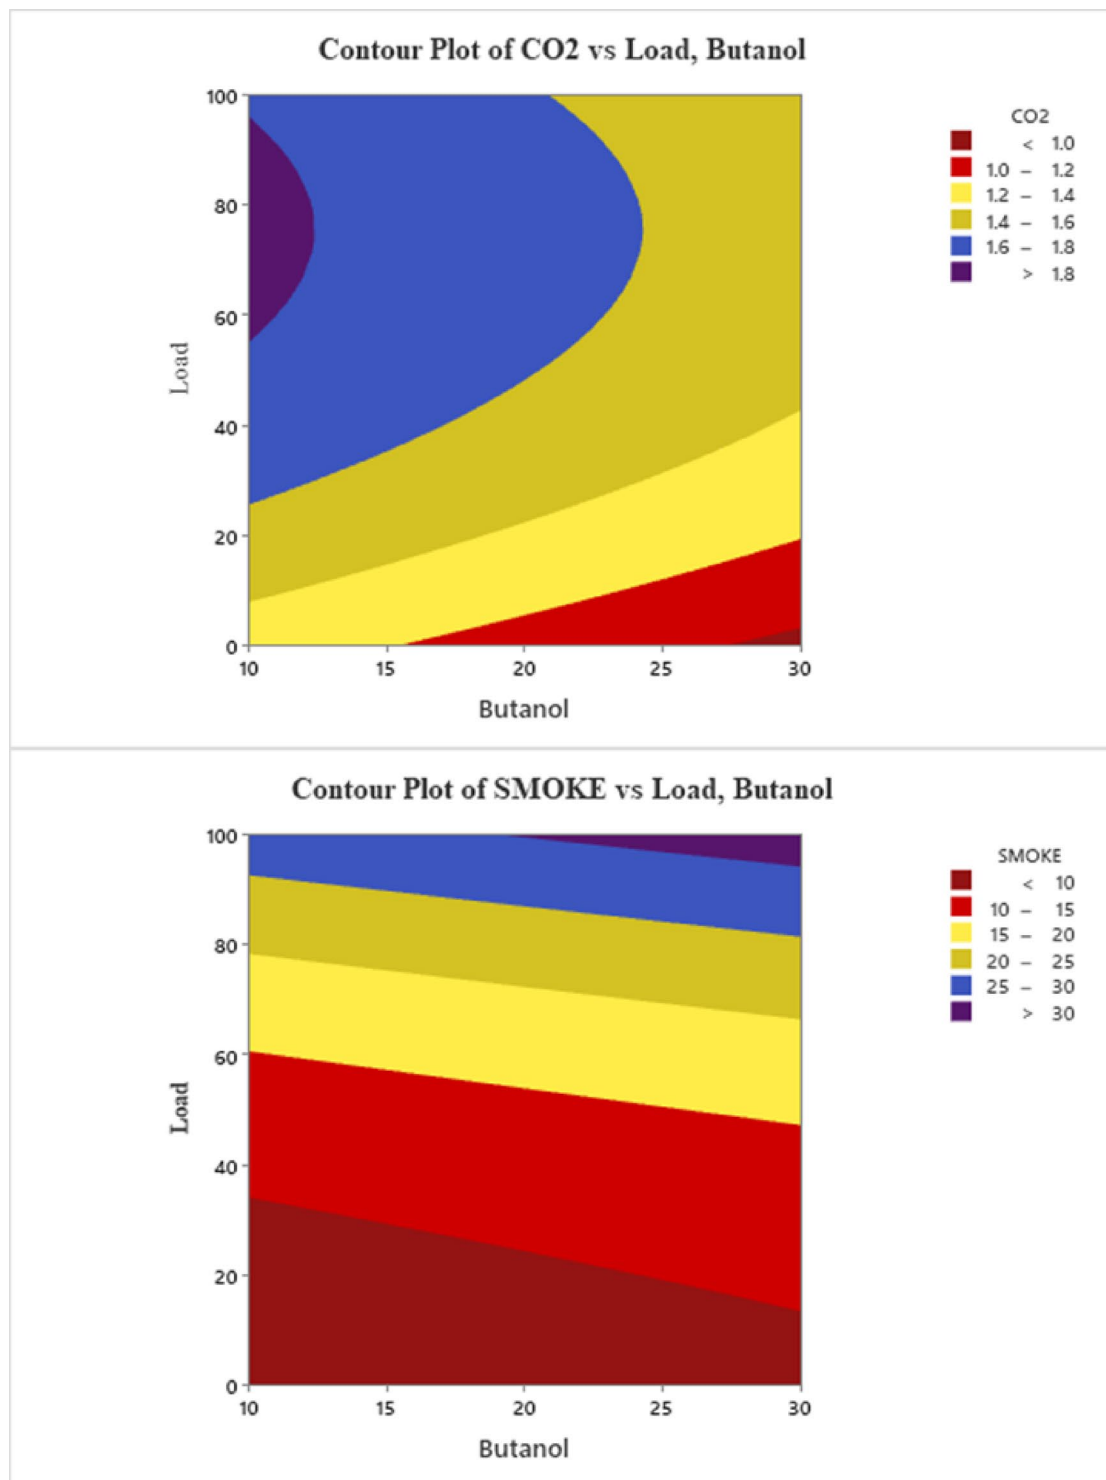 Contour Plot of CO2 vs Load, Butanol
CO2
< 1.0
1.0 – 1.2
1.2 – 1.4
1.4 – 1.6
1.6 – 1.8
> 1.8
100
80
60
40
20
0
Load
10 15 20 25 30
Butanol
Contour Plot of SMOKE vs Load, Butanol
SMOKE
< 10
10 – 15
15 – 20
20 – 25
25 – 30
> 30
100
80
60
40
20
0
Load
10 15 20 25 30
Butanol